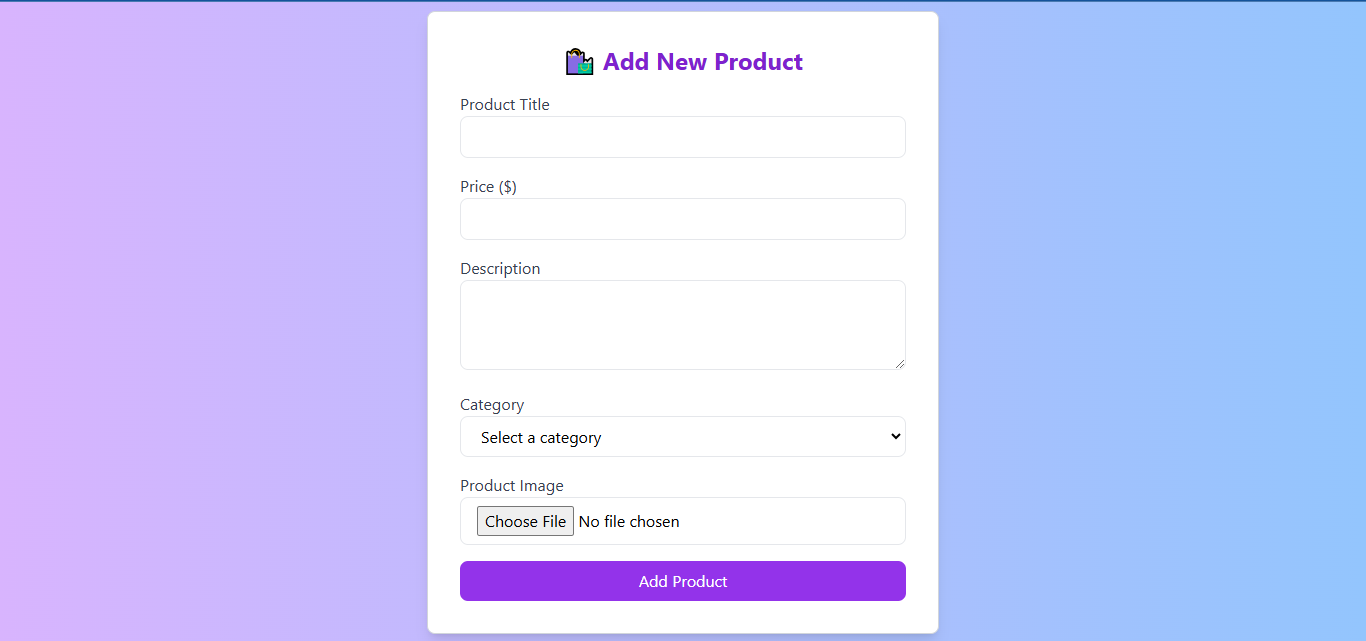 Add New Product
Product Title
Price ($)
Description
Category
Select a category
Product Image
Choose File No file chosen
Add Product